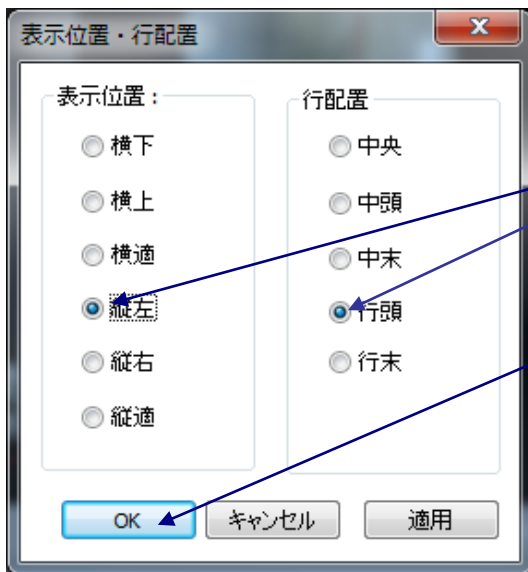 表示位置・行配置
表示位置:
横下
横上
横適
縦左
縦右
縦適
行配置
中央
中頭
中末
行頭
行末
OK
キャンセル
適用